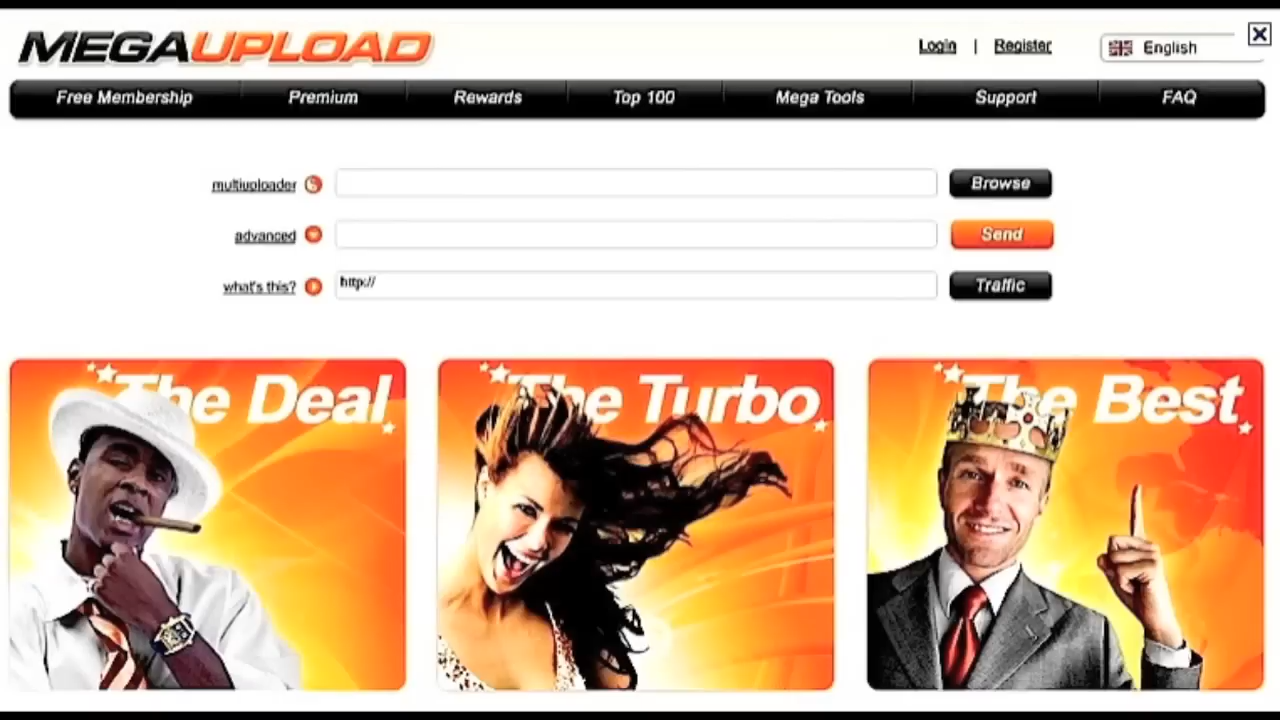 MEGAUPLOAD
Login | Register
English
Free Membership Premium Rewards Top 100 Mega Tools Support FAQ
multiuploader
Browse
advanced
Send
what's this?
http://
Traffic
The Deal
The Turbo
The Best